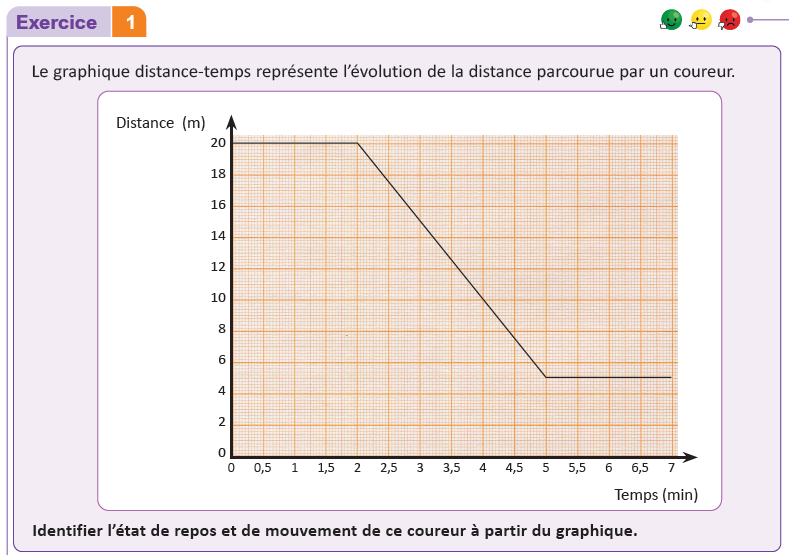 Exercice 1
Le graphique distance-temps représente l’évolution de la distance parcourue par un coureur.
Distance (m)
20
18
16
14
12
10
8
6
4
2
0
0 0,5 1 1,5 2 2,5 3 3,5 4 4,5 5 5,5 6 6,5 7
Temps (min)
Identifier l’état de repos et de mouvement de ce coureur à partir du graphique.